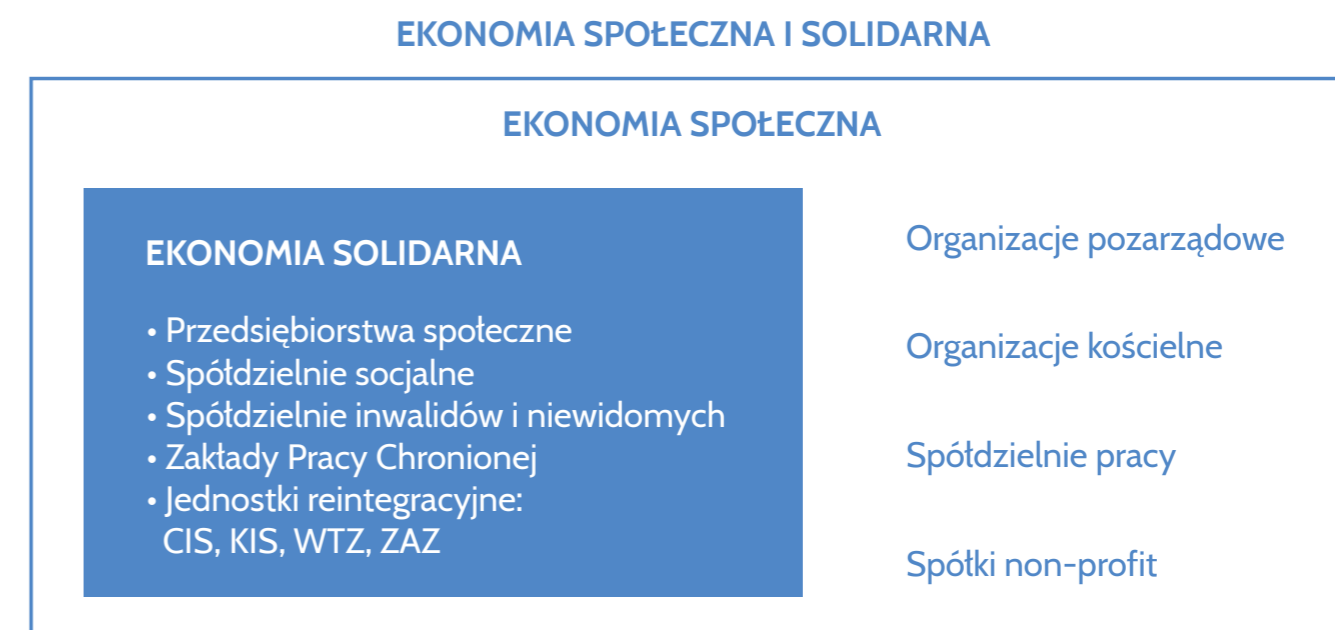 EKONOMIA SPOŁECZNA I SOLIDARNA
EKONOMIA SPOŁECZNA
EKONOMIA SOLIDARNA
• Przedsiębiorstwa społeczne
• Spółdzielnie socjalne
• Spółdzielnie inwalidów i niewidomych
• Zakłady Pracy Chronionej
• Jednostki reintegracyjne:
CIS, KIS, WTZ, ZAZ
Organizacje pozarządowe
Organizacje kościelne
Spółdzielnie pracy
Spółki non-profit